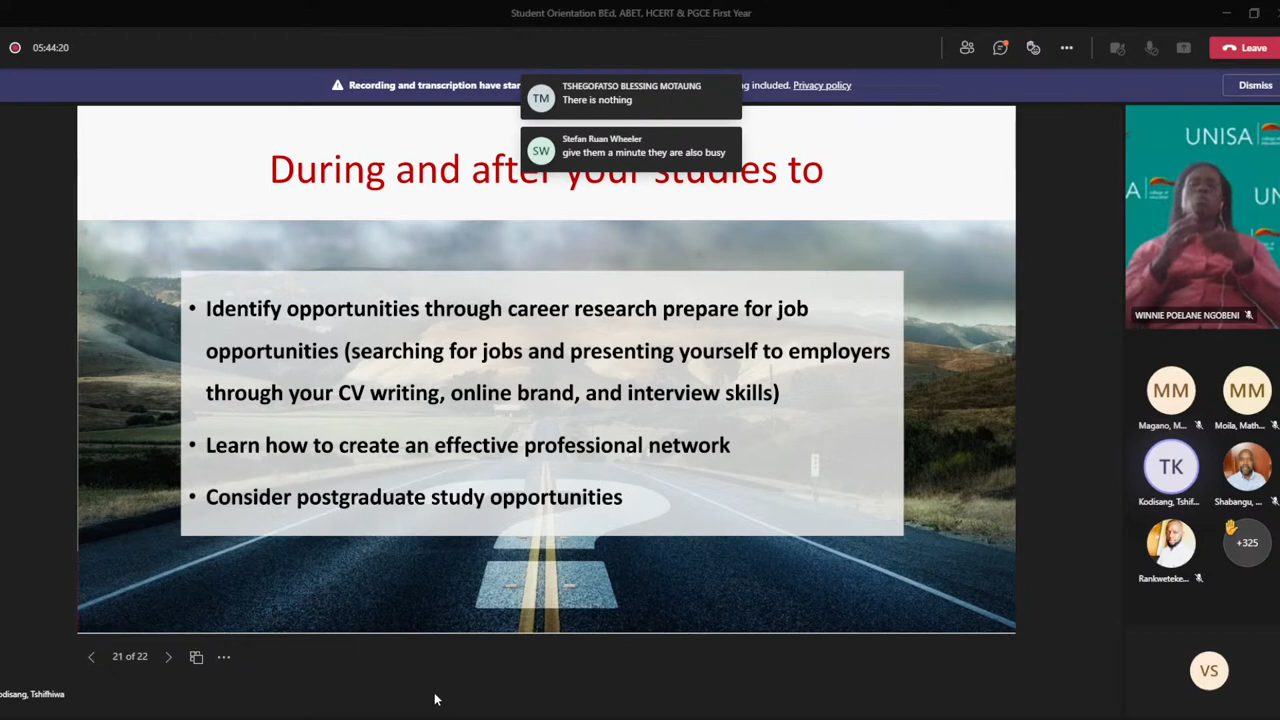 Student Orientation BEd, ABET, HCERT & PGCE First Year
05:44:20
Leave
Recording and transcription have star
ng included. Privacy policy
Dismiss
TM
TSHEGOFATSO BLESSING MOTAUNG
There is nothing
SW
Stefan Ruan Wheeler
give them a minute they are also busy
During and after your studies to
• Identify opportunities through career research prepare for job
opportunities (searching for jobs and presenting yourself to employers
through your CV writing, online brand, and interview skills)
• Learn how to create an effective professional network
• Consider postgraduate study opportunities
UNISA
WINNIE POELANE NGOBENI
MM
Magano, M...
MM
Moila, Math...
TK
Kodisang, Tshif...
Shabangu, ...
Rankweteke...
+325
VS
21 of 22
odisang, Tshifhiwa